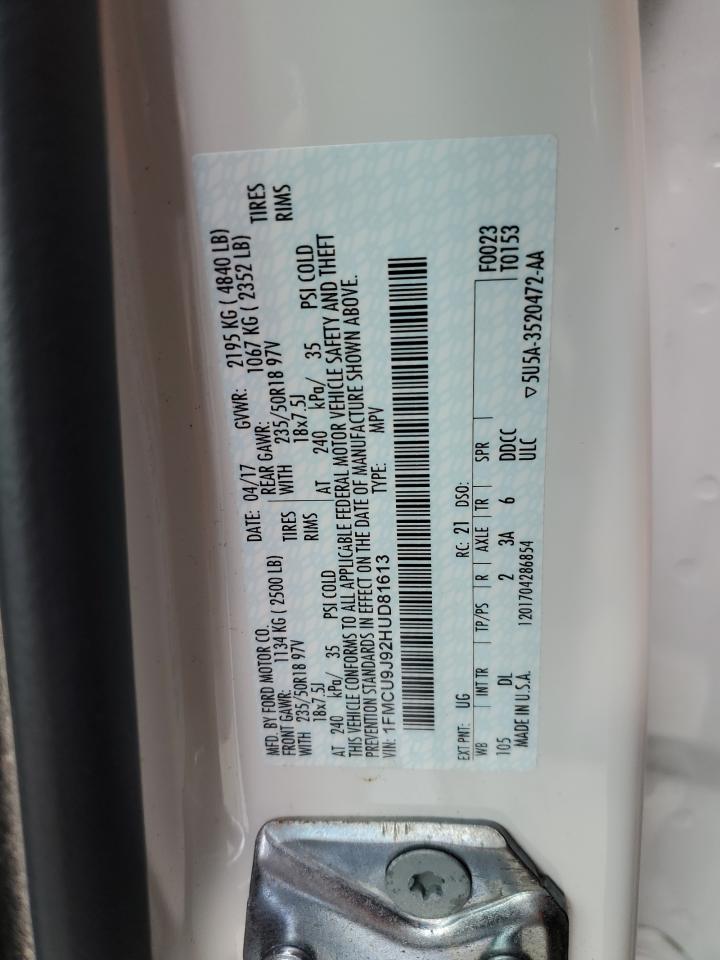 MFD. BY FORD MOTOR CO.
DATE: 04/17 GVWR: 2195 KG ( 4840 LB)
FRONT GAWR: 1134 KG ( 2500 LB) REAR GAWR: 1067 KG ( 2352 LB)
WITH 235/50R18 97V TIRES WITH 235/50R18 97V TIRES
18x7.5J RIMS 18x7.5J RIMS
AT 240 kPa/ 35 PSI COLD AT 240 kPa/ 35 PSI COLD
THIS VEHICLE CONFORMS TO ALL APPLICABLE FEDERAL MOTOR VEHICLE SAFETY AND THEFT
PREVENTION STANDARDS IN EFFECT ON THE DATE OF MANUFACTURE SHOWN ABOVE.
VIN: 1FMCU9J92HUD81613 TYPE: MPV
EXT PNT: UG RC: 21 DSO:
WB INT TR TP/PS R AXLE TR SPR F0023
105 DL 2 3A 6 DDCC T0153
MADE IN U.S.A. 1201704286854 ULC ▽5U5A-3520472-AA